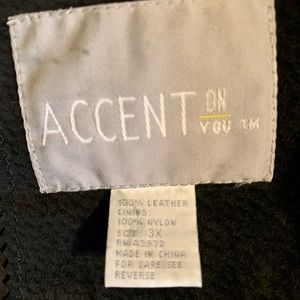 ACCENT ON
YOU TM
100% LEATHER
LINING:
100% NYLON
SIZE: 3X
RN 43972
MADE IN CHINA
FOR CARE SEE
REVERSE